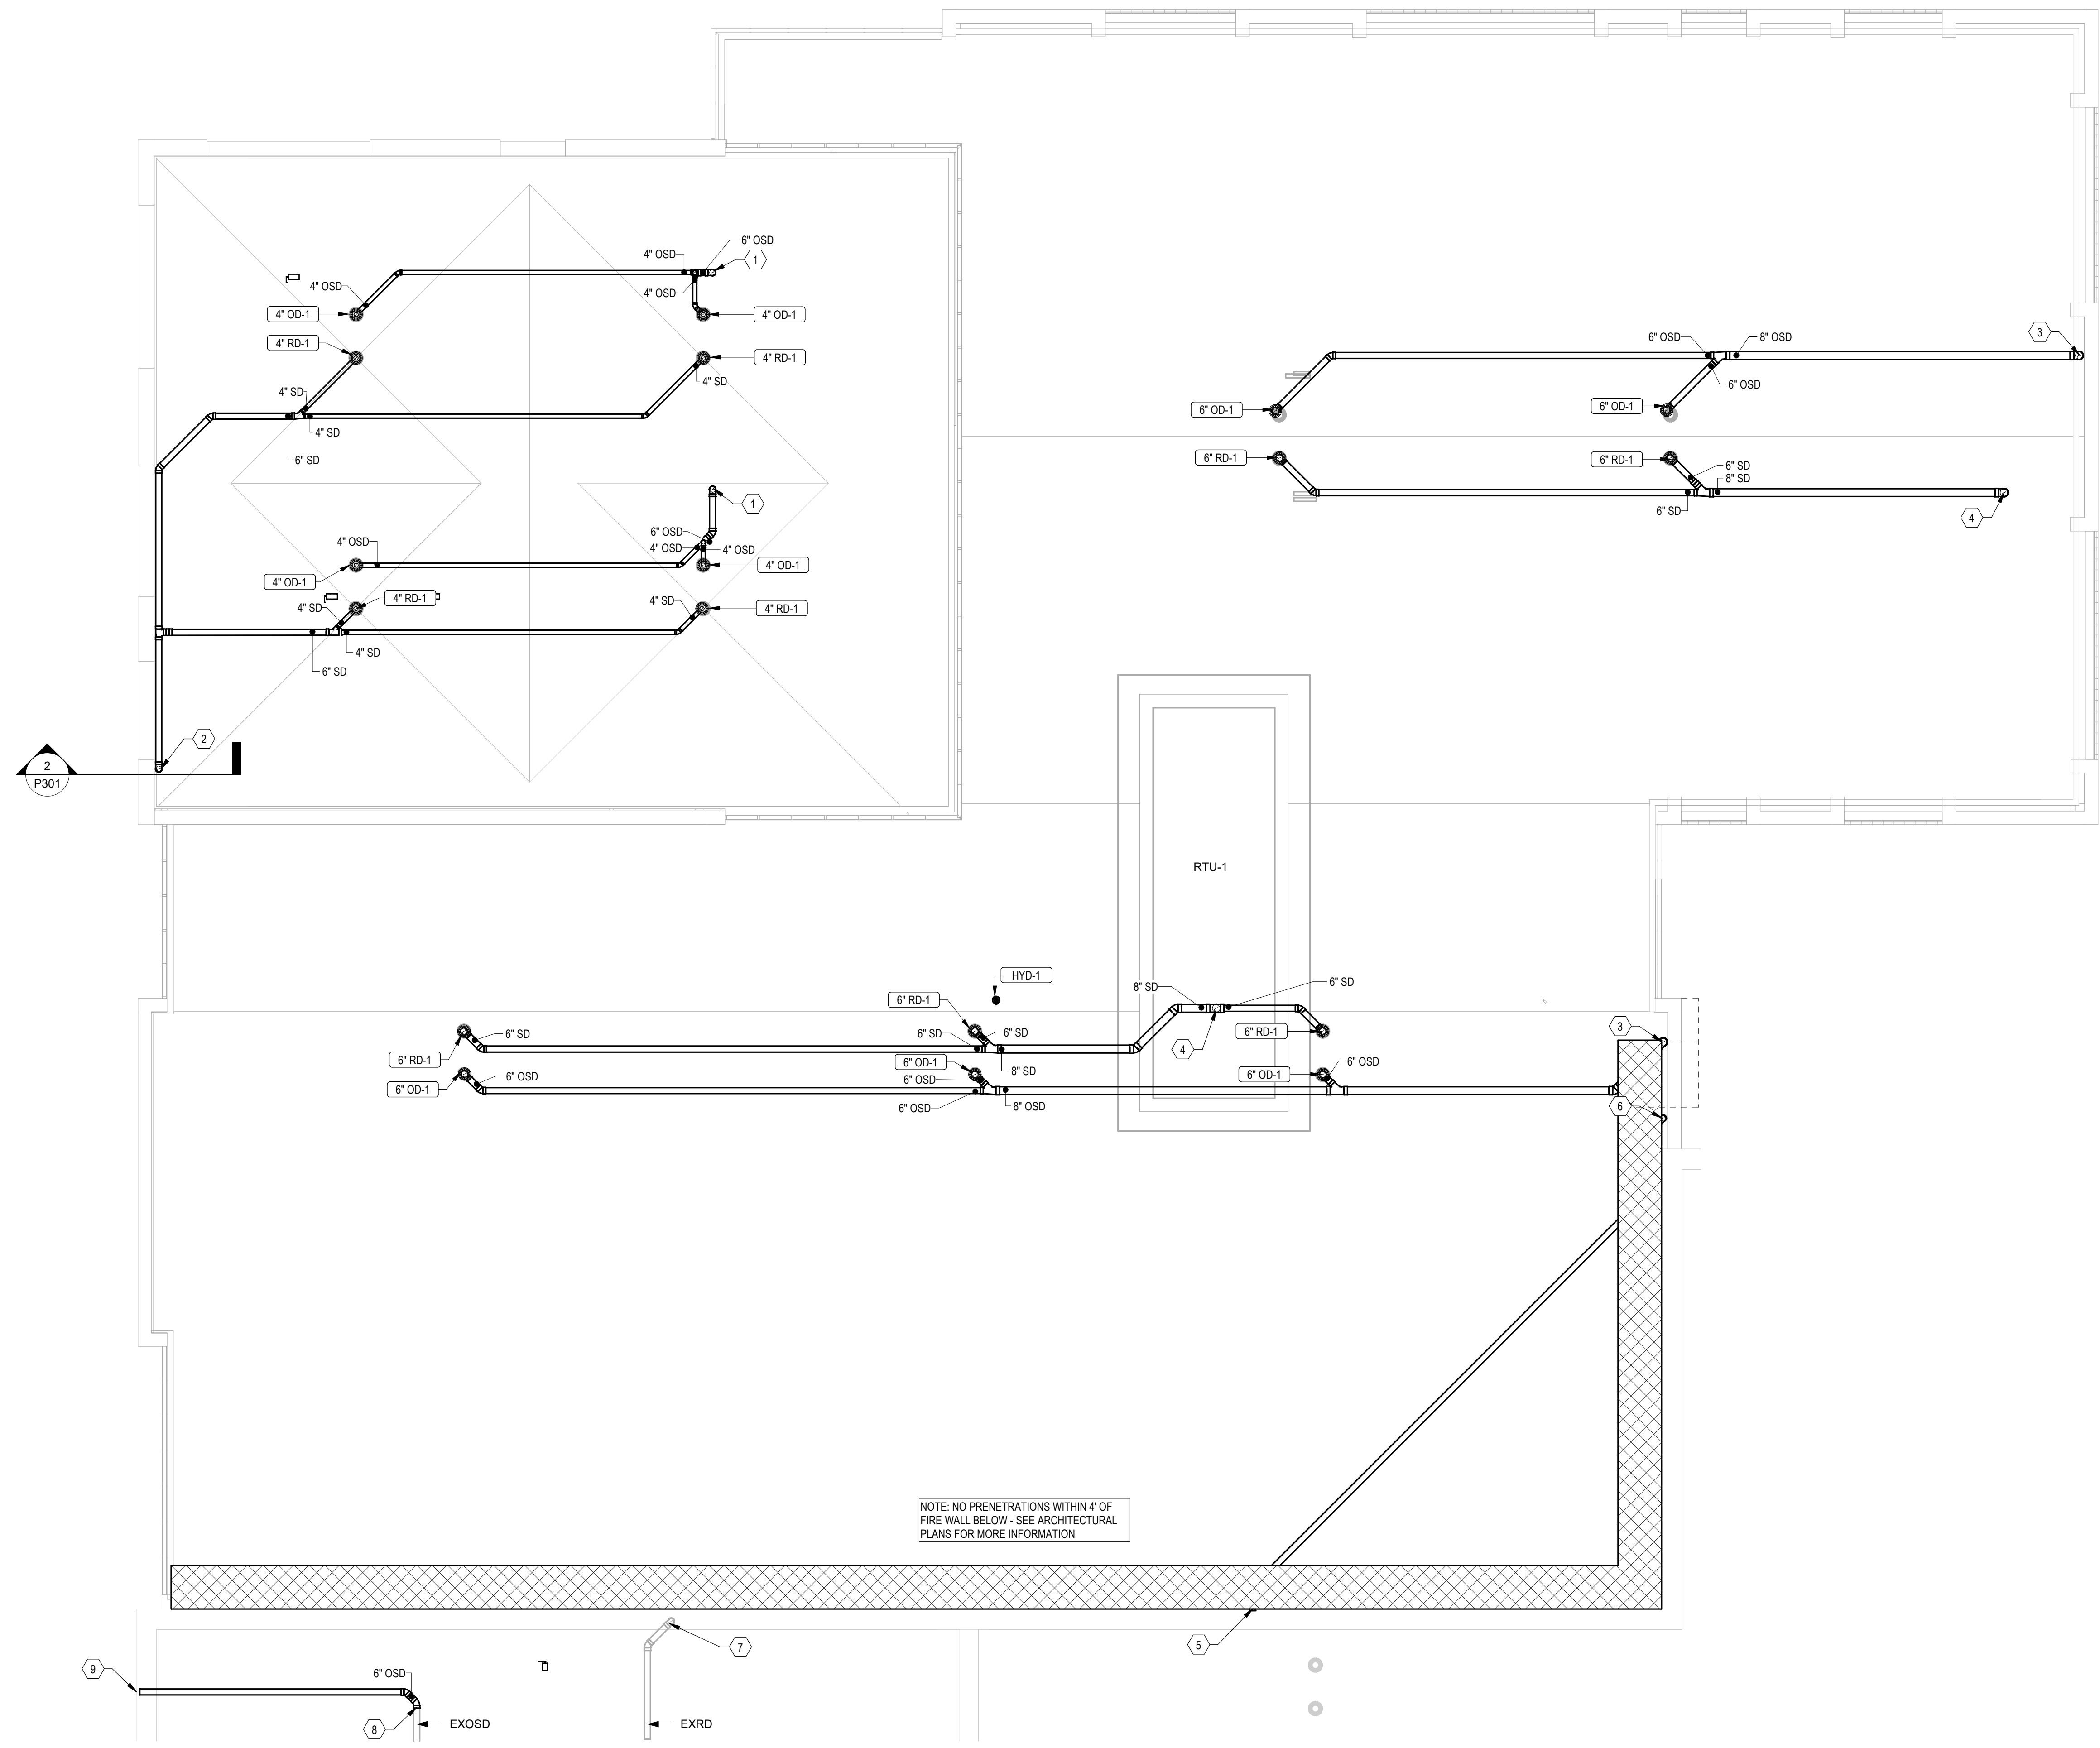 6" OSD
4" OSD
1
4" OSD
4" OSD
4" OD-1
4" OD-1
4" RD-1
4" RD-1
4" SD
4" SD
4" SD
6" SD
3
6" OSD
8" OSD
6" OSD
6" OD-1
6" OD-1
6" RD-1
6" RD-1
6" SD
8" SD
6" SD
4
1
6" OSD
4" OSD
4" OSD
4" OSD
4" OD-1
4" OD-1
4" RD-1
4" SD
4" SD
4" RD-1
4" SD
6" SD
2
2
P301
RTU-1
HYD-1
8" SD
6" SD
6" RD-1
6" SD
6" SD
6" SD
6" RD-1
3
6" RD-1
4
6" OD-1
8" SD
6" OSD
6" OSD
6" OSD
6" OD-1
6" OD-1
6" OSD
8" OSD
6
NOTE: NO PRENETRATIONS WITHIN 4' OF
FIRE WALL BELOW - SEE ARCHITECTURAL
PLANS FOR MORE INFORMATION
7
5
9
6" OSD
8
EXOSD
EXRD